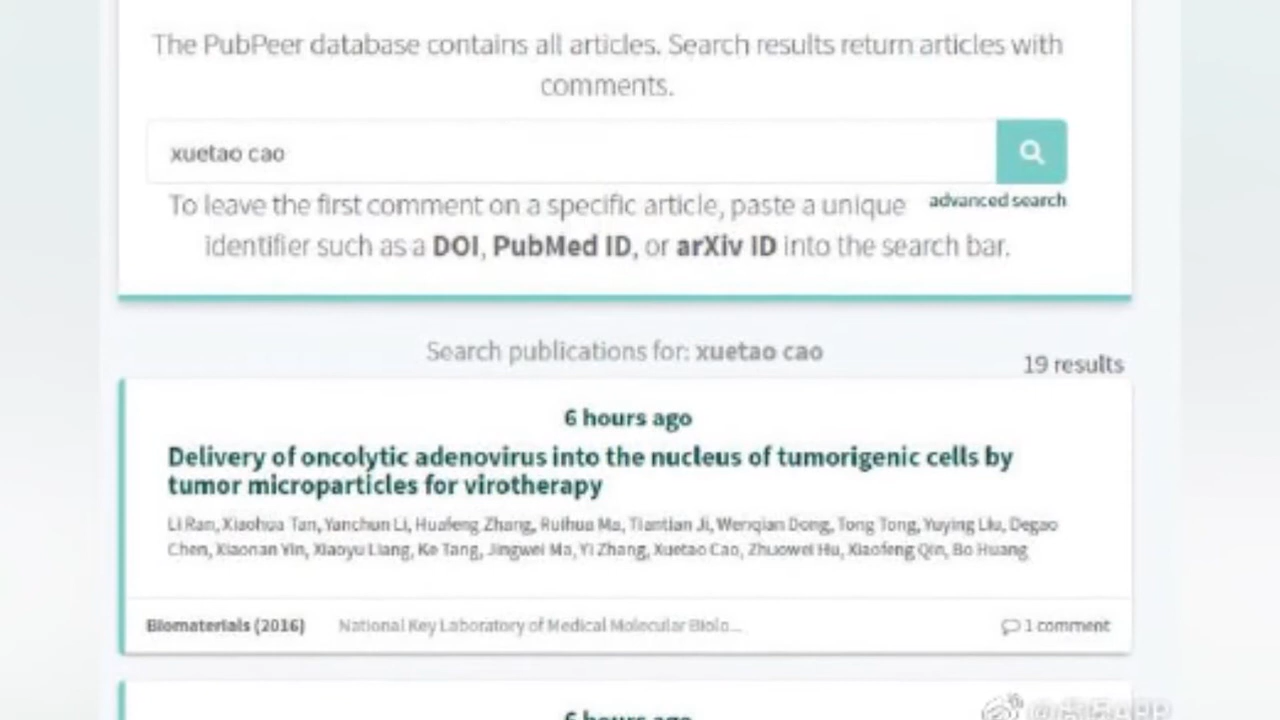 The PubPeer database contains all articles. Search results return articles with
comments.
xuetao cao
To leave the first comment on a specific article, paste a unique
advanced search
identifier such as a DOI, PubMed ID, or arXiv ID into the search bar.
Search publications for: xuetao cao
19 results
6 hours ago
Delivery of oncolytic adenovirus into the nucleus of tumorigenic cells by
tumor microparticles for virotherapy
Li Ran, Xiaohua Tan, Yanchun Li, Huafeng Zhang, Ruihua Ma, Tiantian Ji, Wenqian Dong, Tong Tong, Yuying Liu, Degao
Chen, Xiaonan Yin, Xiaoyu Liang, Ke Tang, Jingwei Ma, Yi Zhang, Xuetao Cao, Zhuowei Hu, Xiaofeng Qin, Bo Huang
Biomaterials (2016)
National Key Laboratory of Medical Molecular Biolo...
1 comment
6 hours ago